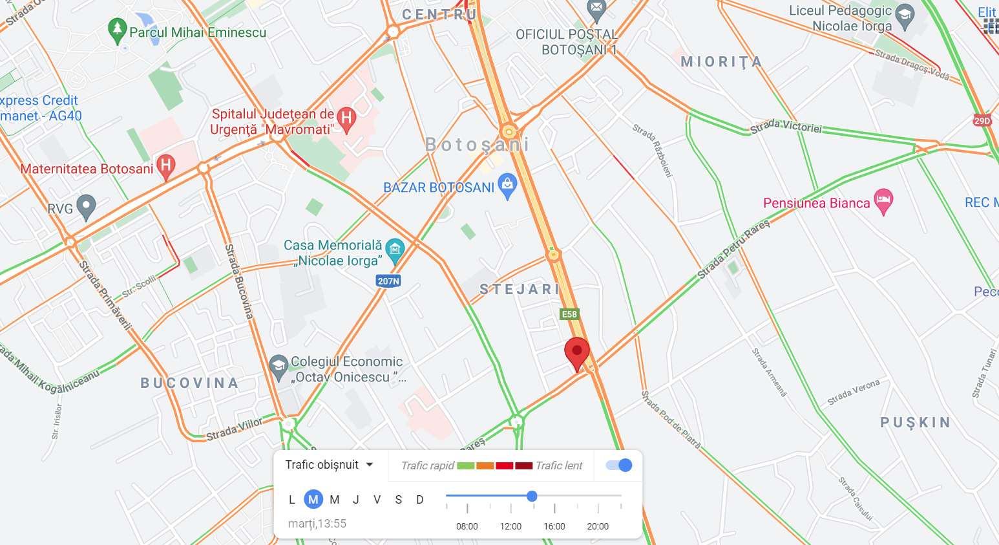 CENTRU
Parcul Mihai Eminescu
OFICIUL POȘTAL
BOTOȘANI 1
Liceul Pedagogic
Nicolae Iorga
Elit
MIORIȚA
Strada Dragoș Vodă
xpress Credit
manet - AG40
Spitalul Județean de
Urgență "Mavromati"
H
29D
Strada Victoriei
Botoșani
Strada Războieni
Maternitatea Botosani
H
BAZAR BOTOSANI
RVG
Pensiunea Bianca
REC M
Casa Memorială
„Nicolae Iorga”
Strada Petru Rareș
207N
Strada Primăverii
Strada Bucovina
Str. Scolii
STEJARI
Peco
E58
Colegiul Economic
„Octav Onicescu ”...
rada Mihail Kogălniceanu
BUCOVINA
Strada Armeană
Strada Verona
Strada Tunari
Str. Irisilor
Strada Viilor
Strada Pod de Piatră
PUȘKIN
Rareș
Strada Caisului
Trafic obișnuit
Trafic rapid
Trafic lent
L M M J V S D
marți,13:55
08:00 12:00 16:00 20:00